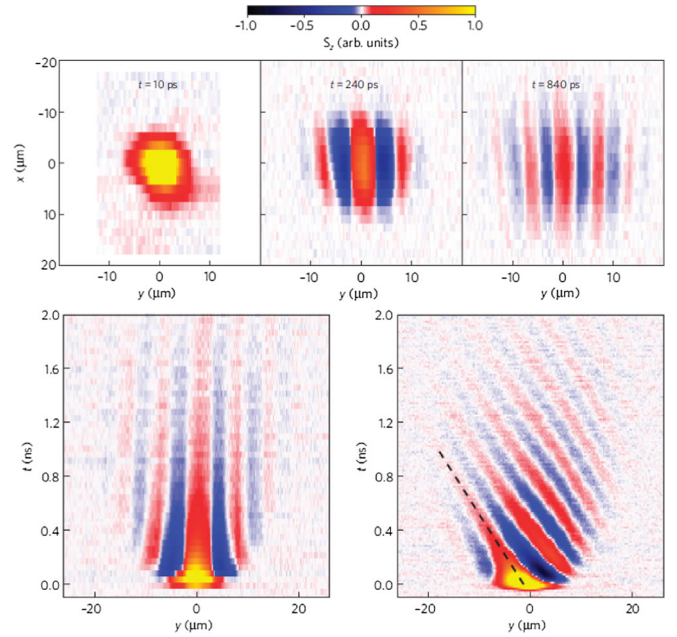 -1.0 -0.5 0.0 0.5 1.0
S_z (arb. units)
t = 10 ps t = 240 ps t = 840 ps
-20
-10
0
10
20
x (μm)
-10 0 10 -10 0 10 -10 0 10
y (μm) y (μm) y (μm)
2.0
1.6
1.2
0.8
0.4
0.0
t (ns)
-20 0 20
y (μm)
2.0
1.6
1.2
0.8
0.4
0.0
t (ns)
-20 0 20
y (μm)